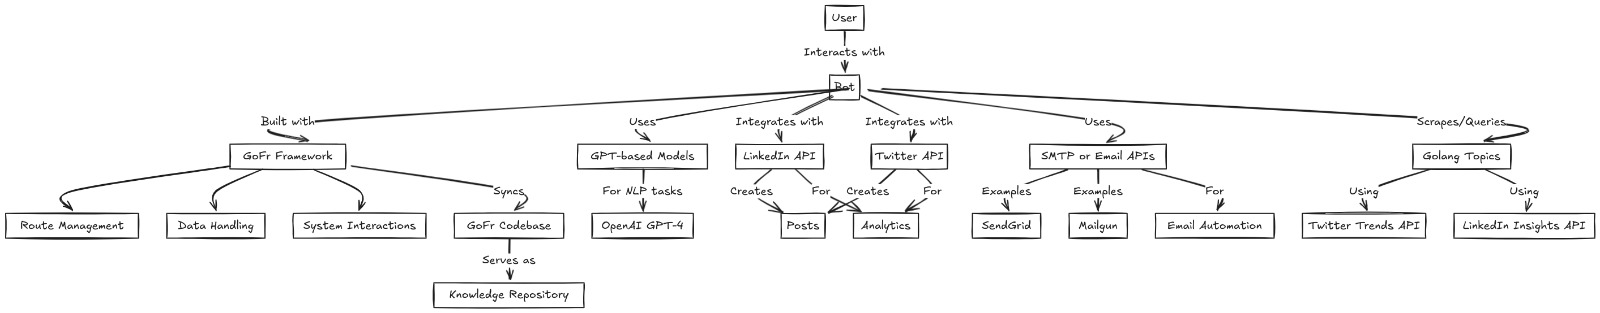 User
Interacts with
Bot
Built with
Uses
Integrates with
Integrates with
Uses
Scrapes/Queries
GoFr Framework
GPT-based Models
LinkedIn API
Twitter API
SMTP or Email APIs
Golang Topics
Syncs
For NLP tasks
Creates
For
Creates
For
Examples
Examples
For
Using
Using
Route Management
Data Handling
System Interactions
GoFr Codebase
OpenAI GPT-4
Posts
Analytics
SendGrid
Mailgun
Email Automation
Twitter Trends API
LinkedIn Insights API
Serves as
Knowledge Repository